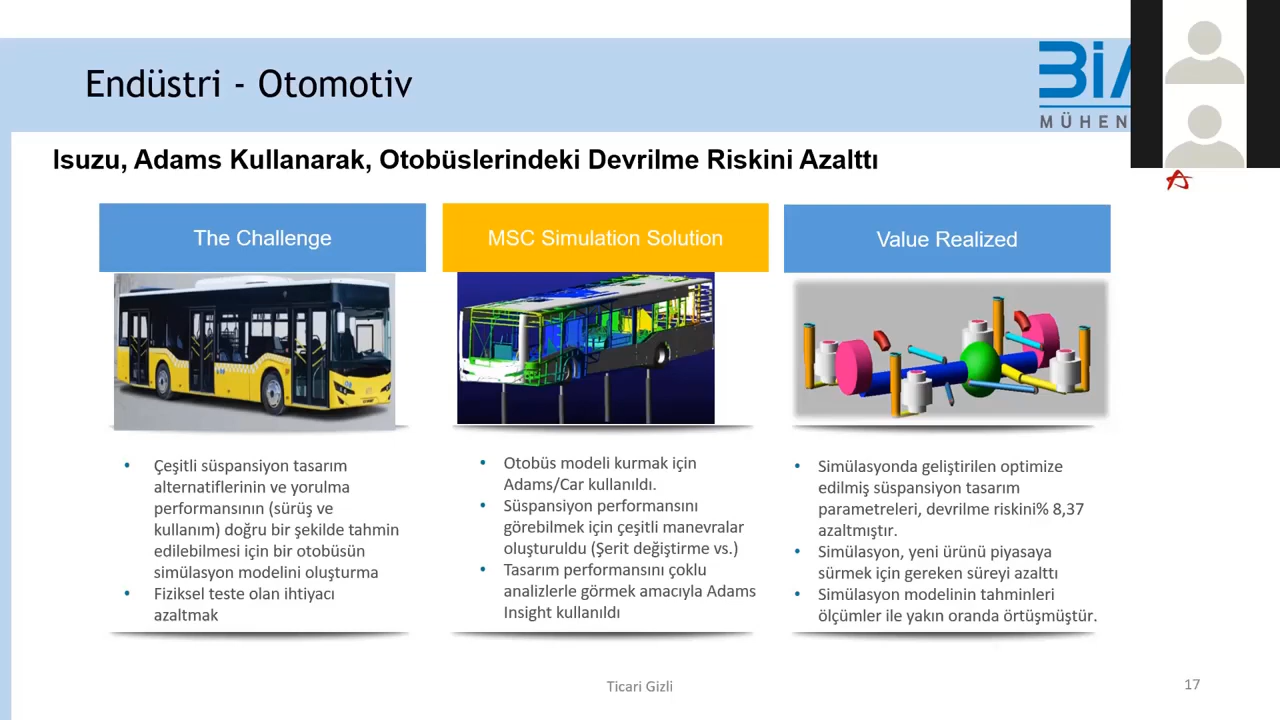 Endüstri - Otomotiv
MÜHEN
Isuzu, Adams Kullanarak, Otobüslerindeki Devrilme Riskini Azalttı
The Challenge
MSC Simulation Solution
Value Realized
• Çeşitli süspansiyon tasarım
alternatiflerinin ve yorulma
performansının (sürüş ve
kullanım) doğru bir şekilde tahmin
edilebilmesi için bir otobüsün
simülasyon modelini oluşturma
• Fiziksel teste olan ihtiyacı
azaltmak
• Otobüs modeli kurmak için
Adams/Car kullanıldı.
• Süspansiyon performansını
görebilmek için çeşitli manevralar
oluşturuldu (Şerit değiştirme vs.)
• Tasarım performansını çoklu
analizlerle görmek amacıyla Adams
Insight kullanıldı
• Simülasyonda geliştirilen optimize
edilmiş süspansiyon tasarım
parametreleri, devrilme riskini% 8,37
azaltmıştır.
• Simülasyon, yeni ürünü piyasaya
sürmek için gereken süreyi azalttı
• Simülasyon modelinin tahminleri
ölçümler ile yakın oranda örtüşmüştür.
Ticari Gizli
17